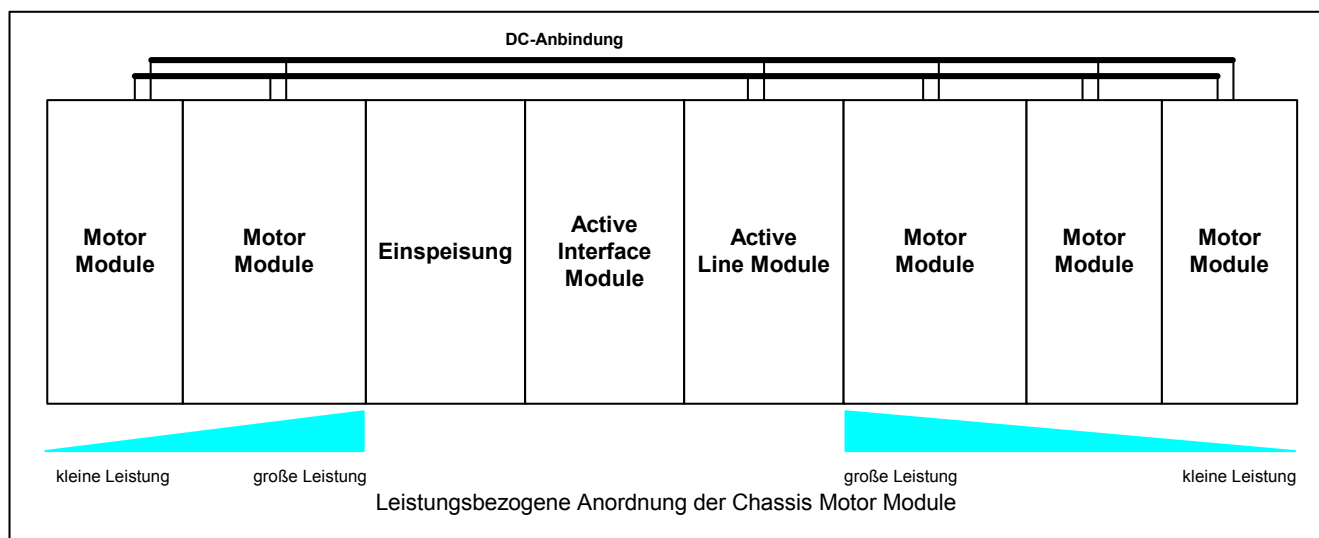 DC-Anbindung
Motor
Module
Motor
Module
Einspeisung
Active
Interface
Module
Active
Line Module
Motor
Module
Motor
Module
Motor
Module
kleine Leistung
große Leistung
große Leistung
kleine Leistung
Leistungsbezogene Anordnung der Chassis Motor Module